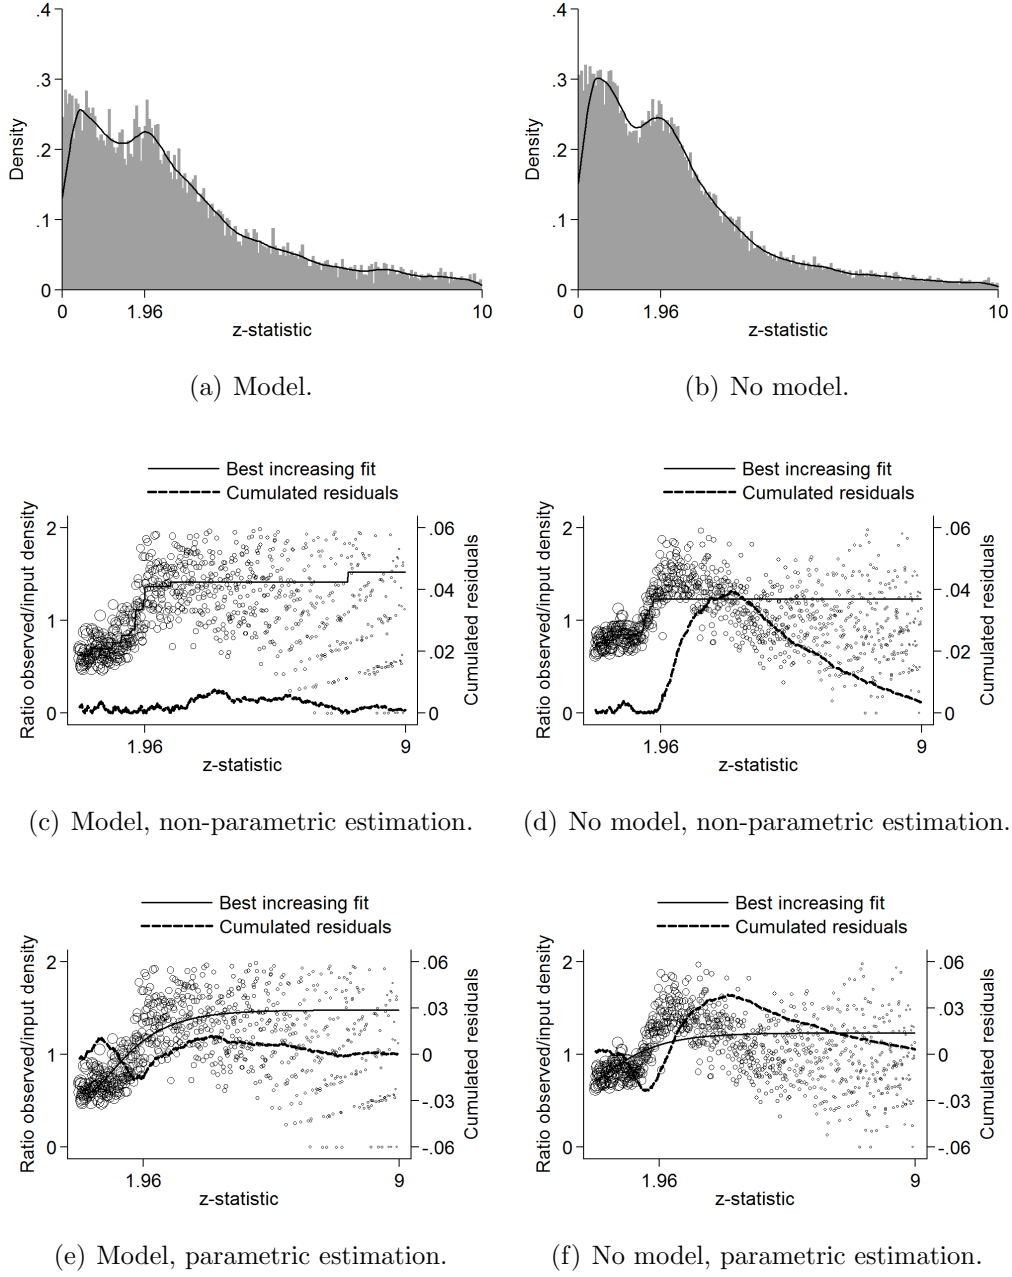 .4
.3
.2
.1
0
Density
0
1.96
10
z-statistic
(a) Model.
.4
.3
.2
.1
0
Density
0
1.96
10
z-statistic
(b) No model.
Best increasing fit
Cumulated residuals
2
1
0
Ratio observed/input density
.06
.04
.02
0
Cumulated residuals
1.96
9
z-statistic
(c) Model, non-parametric estimation.
Best increasing fit
Cumulated residuals
2
1
0
Ratio observed/input density
.06
.04
.02
0
Cumulated residuals
1.96
9
z-statistic
(d) No model, non-parametric estimation.
Best increasing fit
Cumulated residuals
2
1
0
Ratio observed/input density
.06
.03
0
-.03
-.06
Cumulated residuals
1.96
9
z-statistic
(e) Model, parametric estimation.
Best increasing fit
Cumulated residuals
2
1
0
Ratio observed/input density
.06
.03
0
-.03
-.06
Cumulated residuals
1.96
9
z-statistic
(f) No model, parametric estimation.